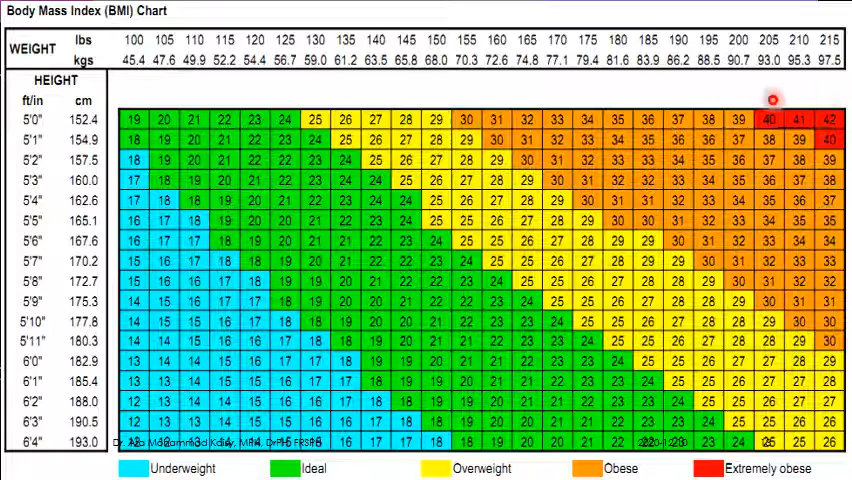 Body Mass Index (BMI) Chart
WEIGHT lbs 100 105 110 115 120 125 130 135 140 145 150 155 160 165 170 175 180 185 190 195 200 205 210 215
kgs 45.4 47.6 49.9 52.2 54.4 56.7 59.0 61.2 63.5 65.8 68.0 70.3 72.6 74.8 77.1 79.4 81.6 83.9 86.2 88.5 90.7 93.0 95.3 97.5
HEIGHT
ft/in cm
5'0" 152.4 19 20 21 22 23 24 25 26 27 28 29 30 31 32 33 34 35 36 37 38 39 40 41 42
5'1" 154.9 18 19 20 21 22 23 24 25 26 27 28 29 30 31 32 33 34 35 36 36 37 38 39 40
5'2" 157.5 18 19 20 21 22 22 23 24 25 26 27 28 29 30 31 32 33 33 34 35 36 37 38 39
5'3" 160.0 17 18 19 20 21 22 23 24 24 25 26 27 28 29 30 31 32 32 33 34 35 36 37 38
5'4" 162.6 17 18 18 19 20 21 22 23 24 24 25 26 27 28 29 30 31 31 32 33 34 35 36 37
5'5" 165.1 16 17 18 19 20 20 21 22 23 24 25 25 26 27 28 29 30 30 31 32 33 34 35 35
5'6" 167.6 16 17 17 18 19 20 21 21 22 23 24 25 25 26 27 28 29 29 30 31 32 33 34 34
5'7" 170.2 15 16 17 18 18 19 20 21 22 22 23 24 25 25 26 27 28 29 29 30 31 32 33 33
5'8" 172.7 15 16 16 17 18 19 19 20 21 22 22 23 24 25 25 26 27 28 28 29 30 31 32 32
5'9" 175.3 14 15 16 17 17 18 19 20 20 21 22 22 23 24 25 25 26 27 28 28 29 30 31 31
5'10" 177.8 14 15 15 16 17 18 18 19 20 20 21 22 23 23 24 25 25 26 27 28 28 29 30 30
5'11" 180.3 14 14 15 16 16 17 18 18 19 20 21 21 22 23 23 24 25 25 26 27 28 28 29 30
6'0" 182.9 13 14 14 15 16 17 17 18 19 19 20 21 21 22 23 23 24 25 25 26 27 27 28 29
6'1" 185.4 13 13 14 15 15 16 17 17 18 19 19 20 21 21 22 23 23 24 25 25 26 27 27 28
6'2" 188.0 12 13 14 14 15 16 16 17 18 18 19 19 20 21 21 22 23 23 24 25 25 26 27 27
6'3" 190.5 12 13 13 14 15 15 16 16 17 18 18 19 20 20 21 21 22 23 23 24 25 25 26 26
6'4" 193.0 16 17 17 18 20 20 21 22 22 23 23 24 25 25 26
2020-12-30
Underweight Ideal Overweight Obese Extremely obese